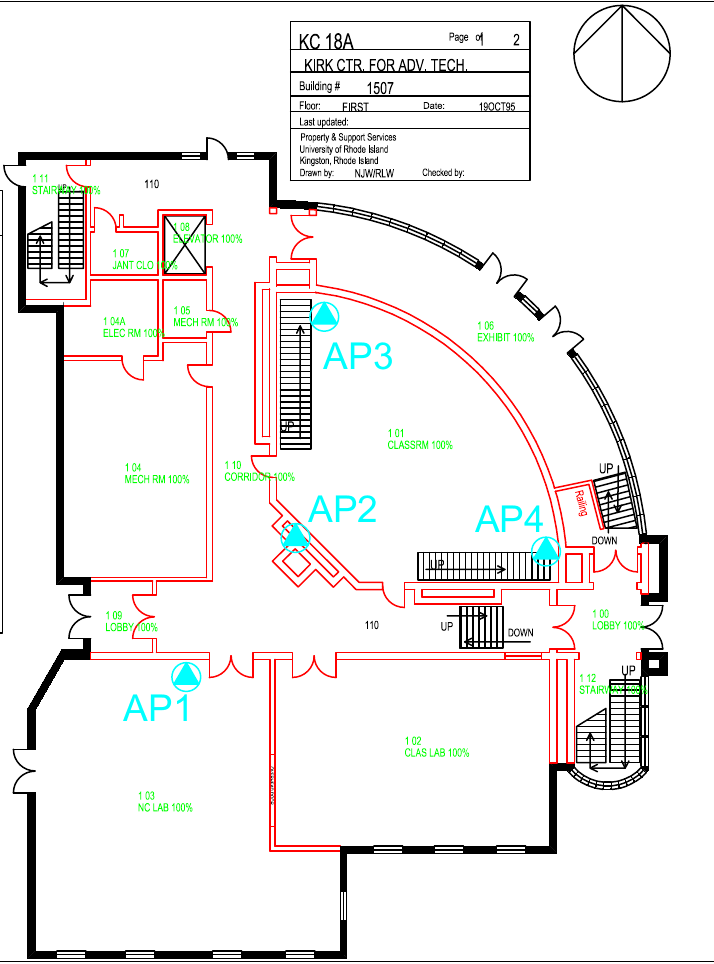 KC 18A Page of 1 2
KIRK CTR. FOR ADV. TECH.
Building # 1507
Floor: FIRST Date: 19OCT95
Last updated:
Property & Support Services
University of Rhode Island
Kingston, Rhode Island
Drawn by: NJW/RLW Checked by:
1 11
STAIRWAY 100%
UP
110
1 08
ELEVATOR 100%
1 07
JANT CLO 100%
1 04A
ELEC RM 100%
1 05
MECH RM 100%
1 06
EXHIBIT 100%
AP3
UP
1 01
CLASSRM 100%
1 04
MECH RM 100%
1 10
CORRIDOR 100%
UP
Railing
AP2
AP4
DOWN
UP
1 09
LOBBY 100%
110
UP
DOWN
1 00
LOBBY 100%
1 12
STAIRWAY 100%
UP
AP1
1 02
CLAS LAB 100%
1 03
NC LAB 100%